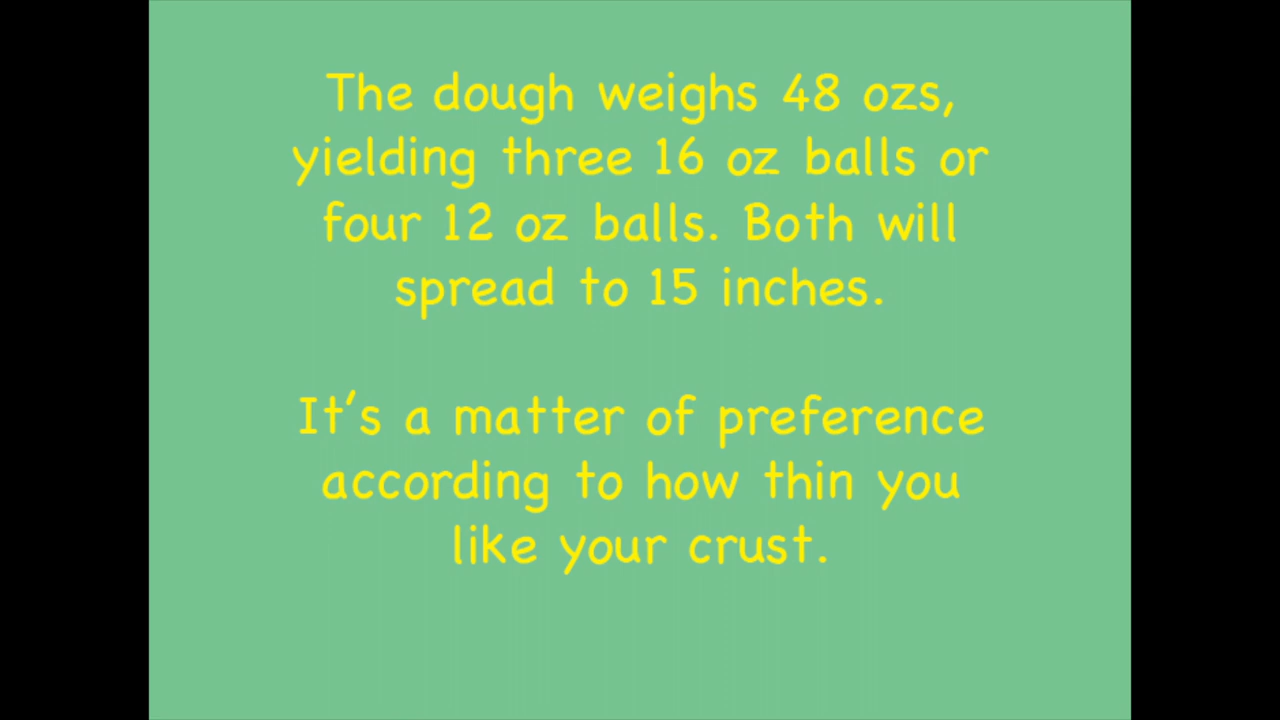 The dough weighs 48 ozs,
yielding three 16 oz balls or
four 12 oz balls. Both will
spread to 15 inches.
It's a matter of preference
according to how thin you
like your crust.